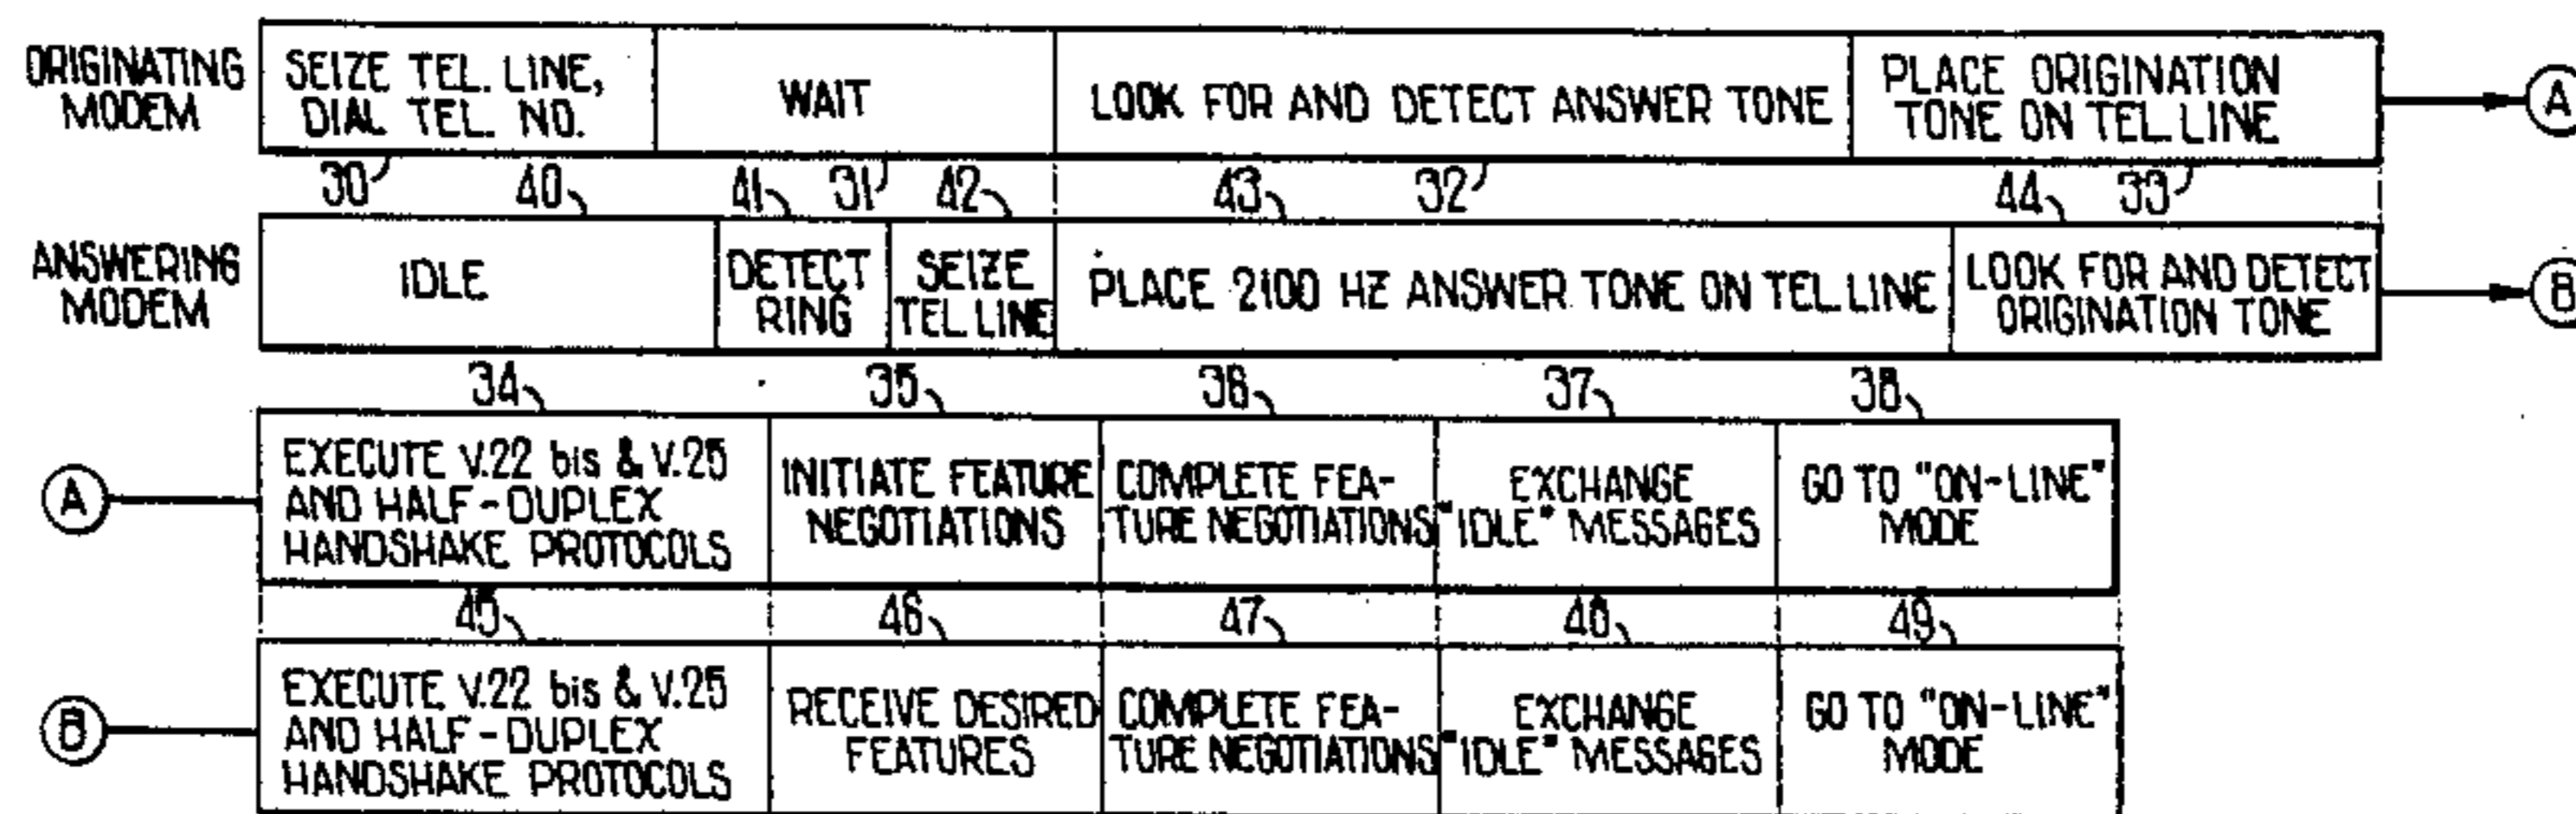 ORIGINATING MODEM
SEIZE TEL. LINE, DIAL TEL. NO.
WAIT
LOOK FOR AND DETECT ANSWER TONE
PLACE ORIGINATION TONE ON TEL. LINE
A
30 40 41 31 42 43 32 44 33
ANSWERING MODEM
IDLE
DETECT RING
SEIZE TEL. LINE
PLACE 2100 HZ ANSWER TONE ON TEL. LINE
LOOK FOR AND DETECT ORIGINATION TONE
B
34 35 36 37 38
A
EXECUTE V.22 bis & V.25 AND HALF-DUPLEX HANDSHAKE PROTOCOLS
INITIATE FEATURE NEGOTIATIONS
COMPLETE FEA-TURE NEGOTIATIONS
EXCHANGE "IDLE" MESSAGES
GO TO "ON-LINE" MODE
45 46 47 48 49
B
EXECUTE V.22 bis & V.25 AND HALF-DUPLEX HANDSHAKE PROTOCOLS
RECEIVE DESIRED FEATURES
COMPLETE FEA-TURE NEGOTIATIONS
EXCHANGE "IDLE" MESSAGES
GO TO "ON-LINE" MODE